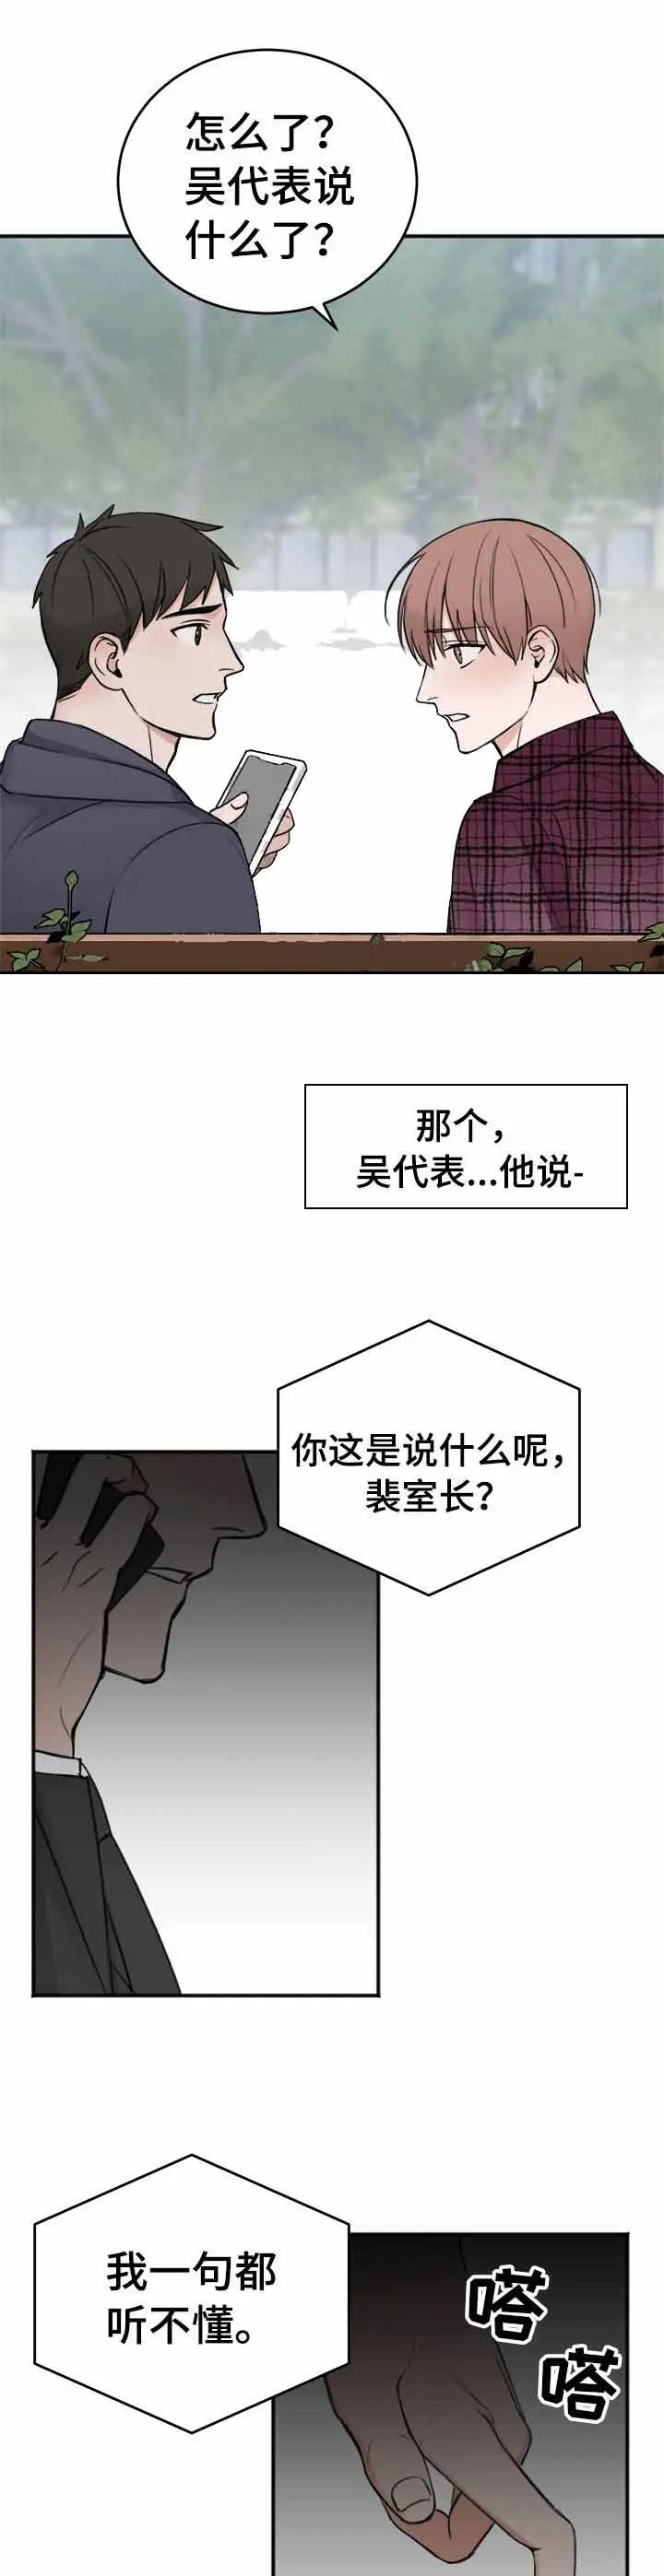 怎么了？
吴代表说
什么了？
那个，
吴代表...他说-
你这是说什么呢，
裴室长？
我一句都
听不懂。
嗒
嗒